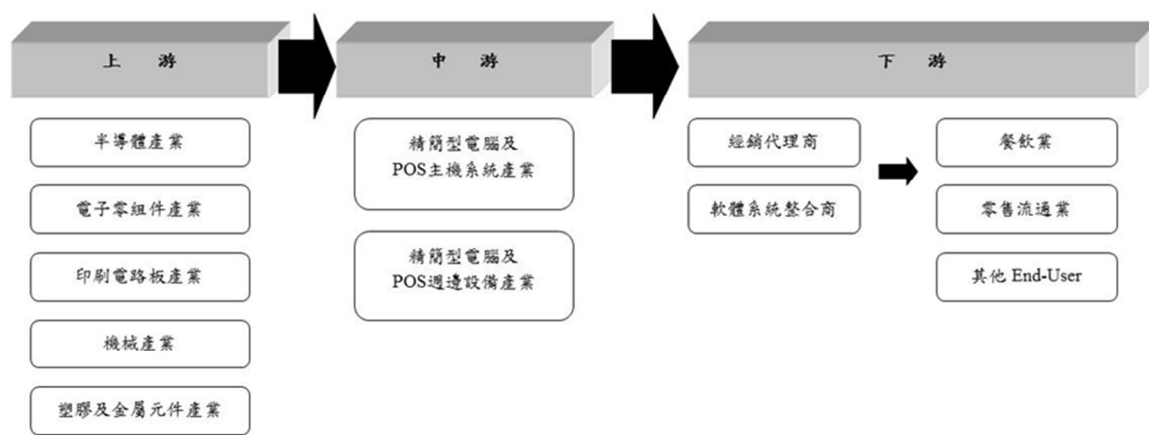 上 游
半導體產業
電子零組件產業
印刷電路板產業
機械產業
塑膠及金屬元件產業
中 游
精簡型電腦及
POS主機系統產業
精簡型電腦及
POS週邊設備產業
下 游
經銷代理商
軟體系統整合商
餐飲業
零售流通業
其他 End-User